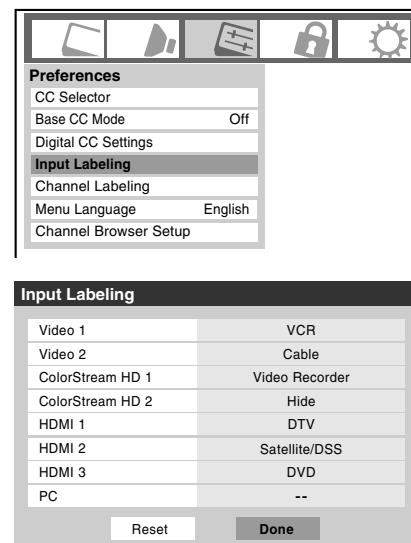 Preferences
CC Selector
Base CC Mode Off
Digital CC Settings
Input Labeling
Channel Labeling
Menu Language English
Channel Browser Setup
Input Labeling
Video 1 VCR
Video 2 Cable
ColorStream HD 1 Video Recorder
ColorStream HD 2 Hide
HDMI 1 DTV
HDMI 2 Satellite/DSS
HDMI 3 DVD
PC --
Reset Done